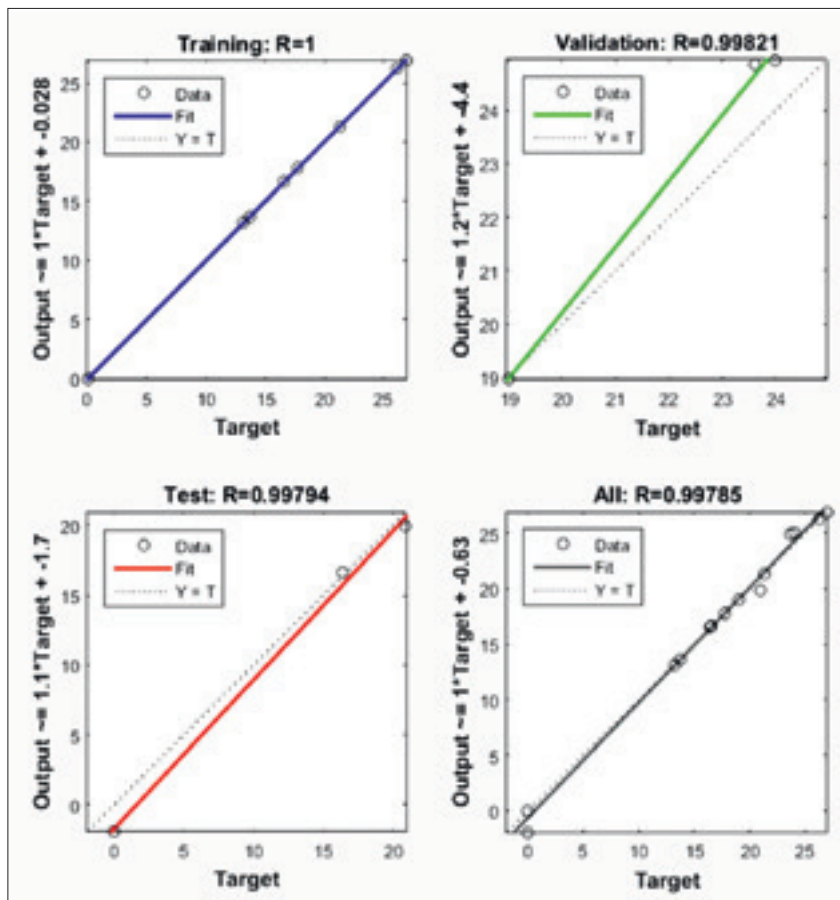 Training: R=1
Output ~= 1*Target + -0.028
25
20
15
10
5
0
Data
Fit
Y = T
0 5 10 15 20 25
Target
Validation: R=0.99821
Output ~= 1.2*Target + -4.4
24
23
22
21
20
19
Data
Fit
Y = T
19 20 21 22 23 24
Target
Test: R=0.99794
Output ~= 1.1*Target + -1.7
20
15
10
5
0
Data
Fit
Y = T
0 5 10 15 20
Target
All: R=0.99785
Output ~= 1*Target + -0.63
25
20
15
10
5
0
Data
Fit
Y = T
0 5 10 15 20 25
Target